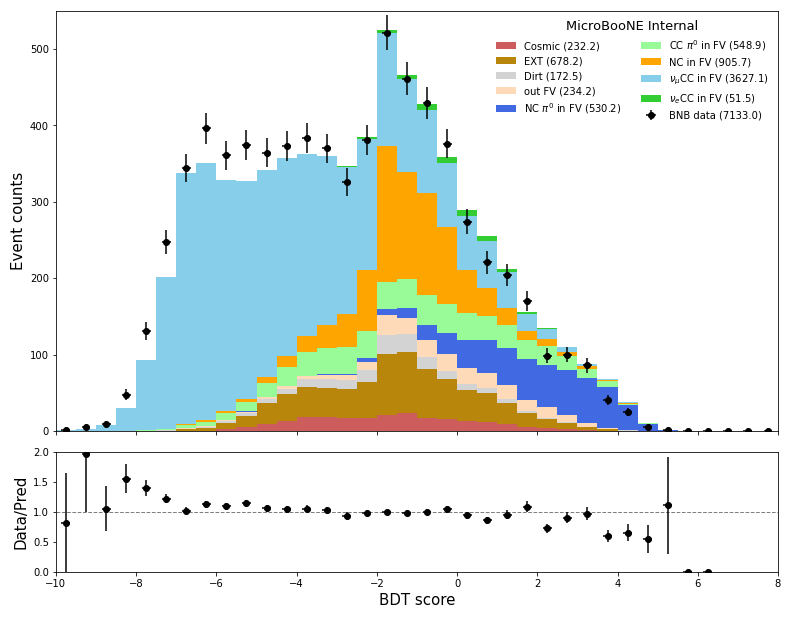 MicroBooNE Internal
Cosmic (232.2)
EXT (678.2)
Dirt (172.5)
out FV (234.2)
NC π⁰ in FV (530.2)
CC π⁰ in FV (548.9)
NC in FV (905.7)
νμCC in FV (3627.1)
νeCC in FV (51.5)
BNB data (7133.0)
Event counts
500
400
300
200
100
0
Data/Pred
2.0
1.5
1.0
0.5
0.0
−10 −8 −6 −4 −2 0 2 4 6 8
BDT score